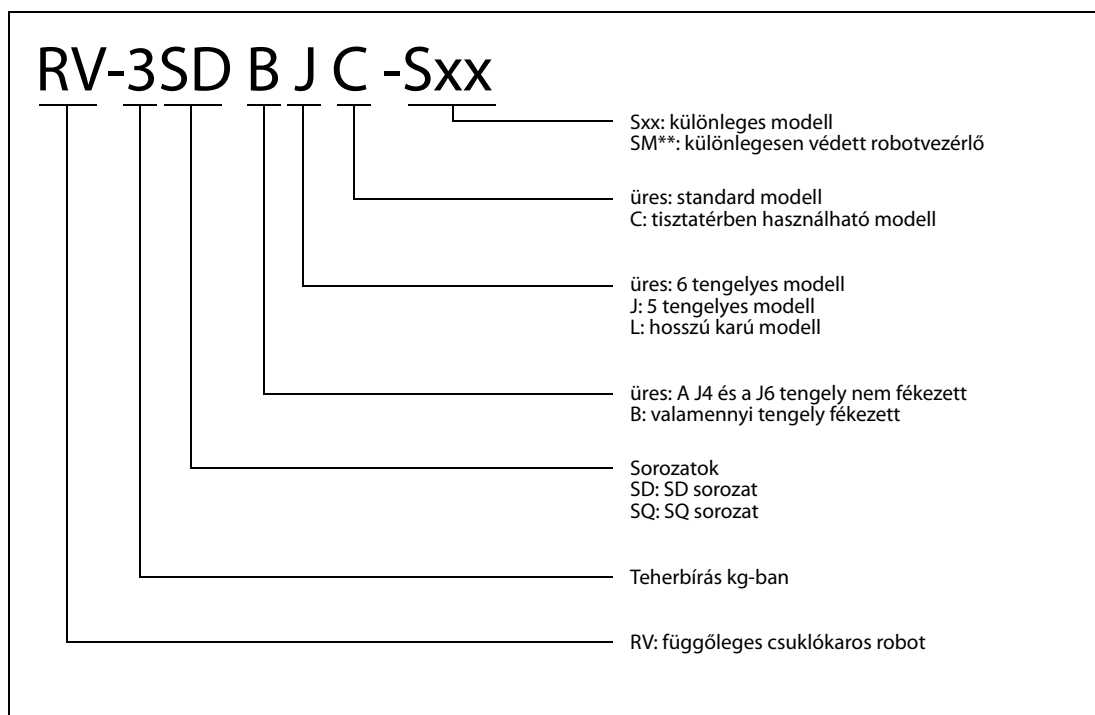 RV-3SD B J C -Sxx
Sxx: különleges modell
SM**: különlegesen védett robotvezérlő
üres: standard modell
C: tisztatérben használható modell
üres: 6 tengelyes modell
J: 5 tengelyes modell
L: hosszú karú modell
üres: A J4 és a J6 tengely nem fékezett
B: valamennyi tengely fékezett
Sorozatok
SD: SD sorozat
SQ: SQ sorozat
Teherbírás kg-ban
RV: függőleges csuklókaros robot